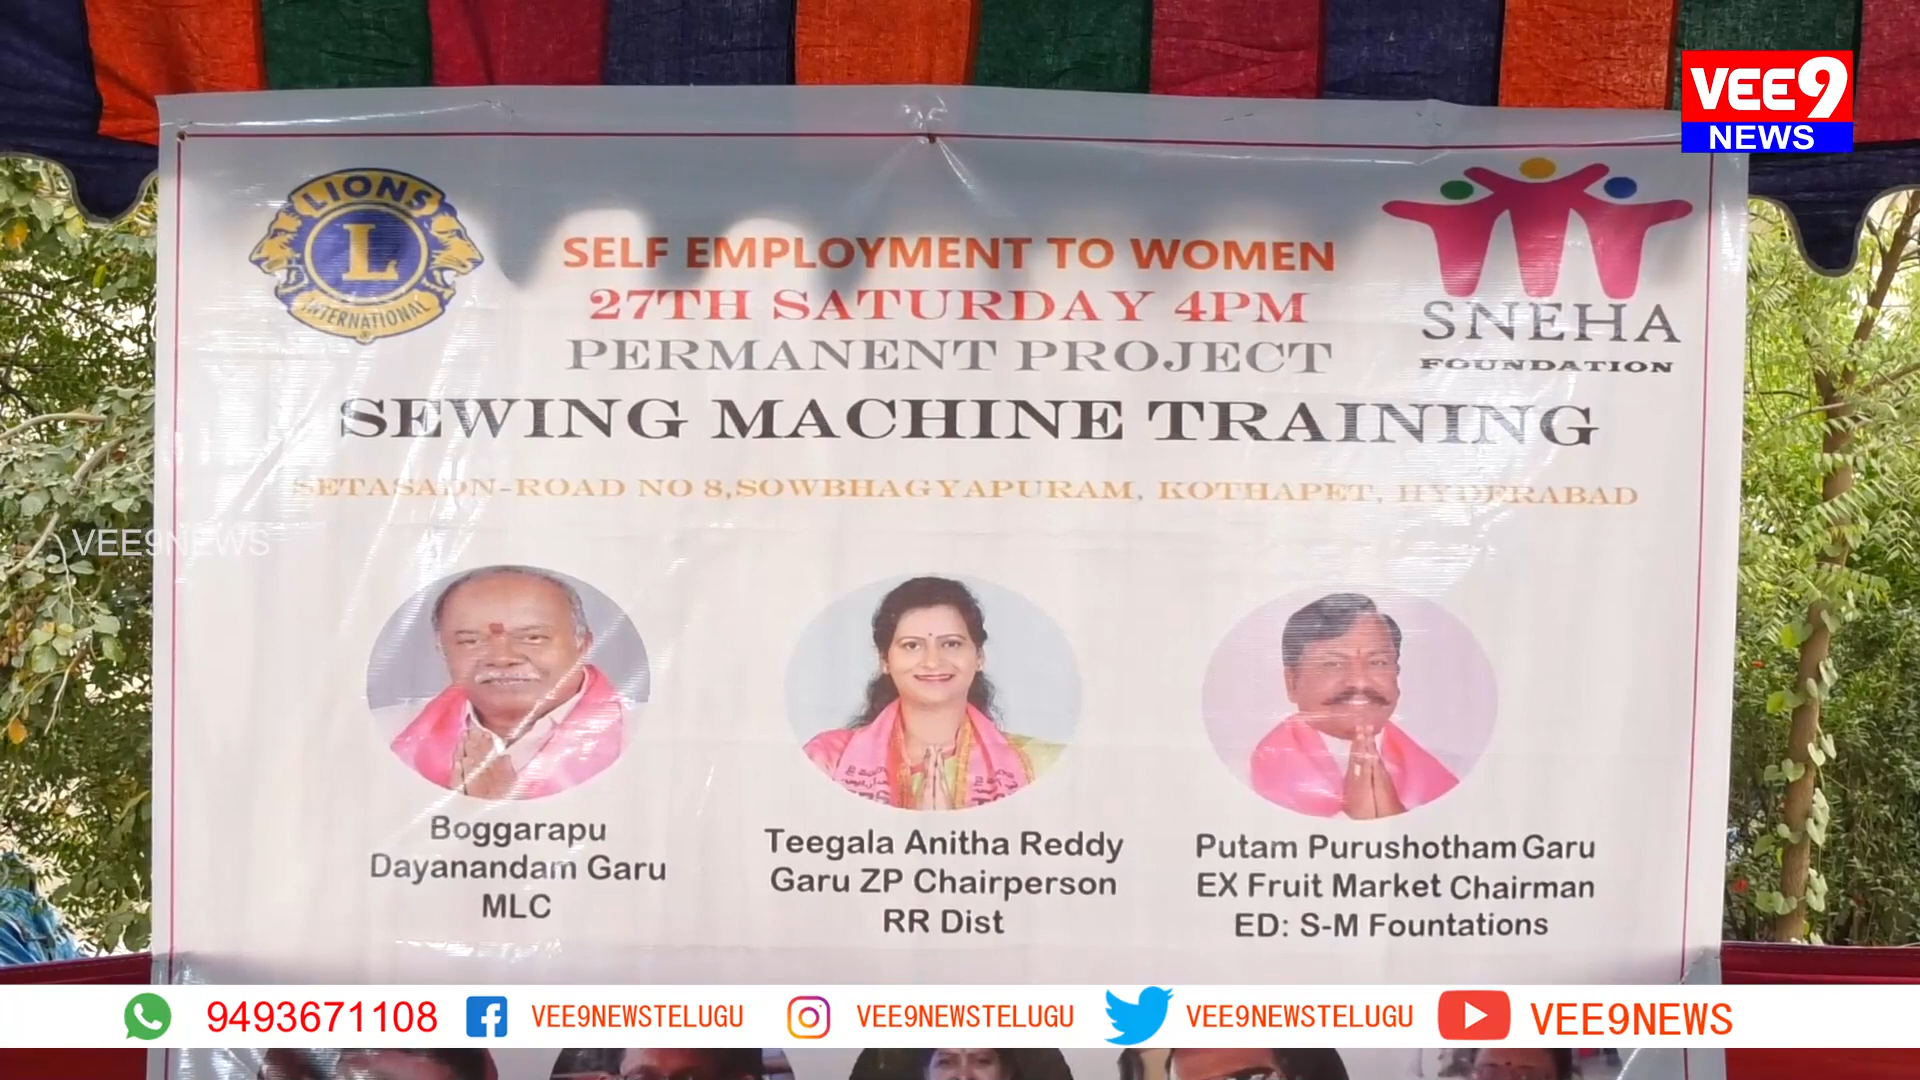 VEE9
NEWS
LIONS
L
INTERNATIONAL
SELF EMPLOYMENT TO WOMEN
27TH SATURDAY 4PM
PERMANENT PROJECT
SEWING MACHINE TRAINING
SETASADN-ROAD NO 8,SOWBHAGYAPURAM, KOTHAPET, HYDERABAD
SNEHA
FOUNDATION
VEE9NEWS
Boggarapu
Dayanandam Garu
MLC
Teegala Anitha Reddy
Garu ZP Chairperson
RR Dist
Putam Purushotham Garu
EX Fruit Market Chairman
ED: S-M Fountations
9493671108 VEE9NEWSTELUGU VEE9NEWSTELUGU VEE9NEWSTELUGU VEE9NEWS